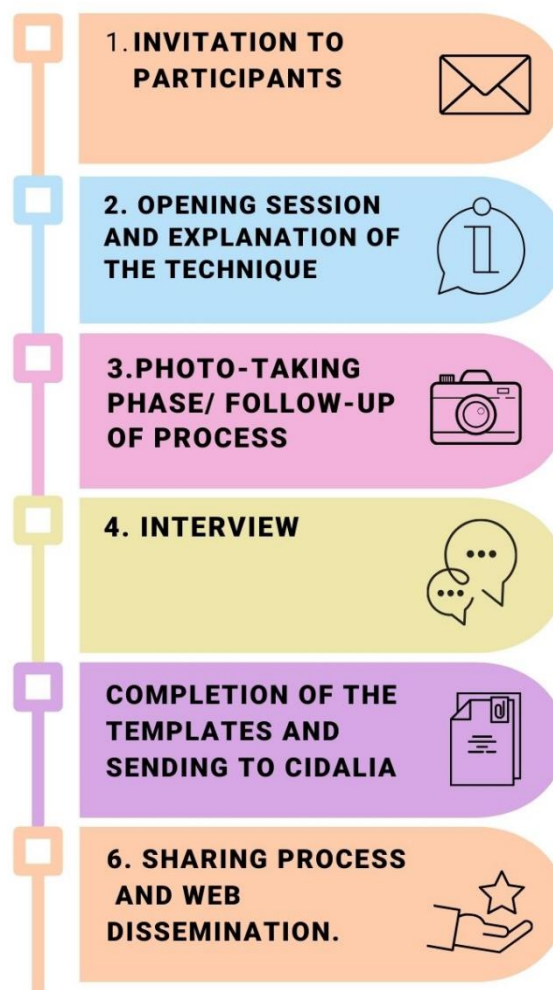 1. INVITATION TO
PARTICIPANTS
2. OPENING SESSION
AND EXPLANATION OF
THE TECHNIQUE
3.PHOTO-TAKING
PHASE/ FOLLOW-UP
OF PROCESS
4. INTERVIEW
COMPLETION OF THE
TEMPLATES AND
SENDING TO CIDALIA
6. SHARING PROCESS
AND WEB
DISSEMINATION.